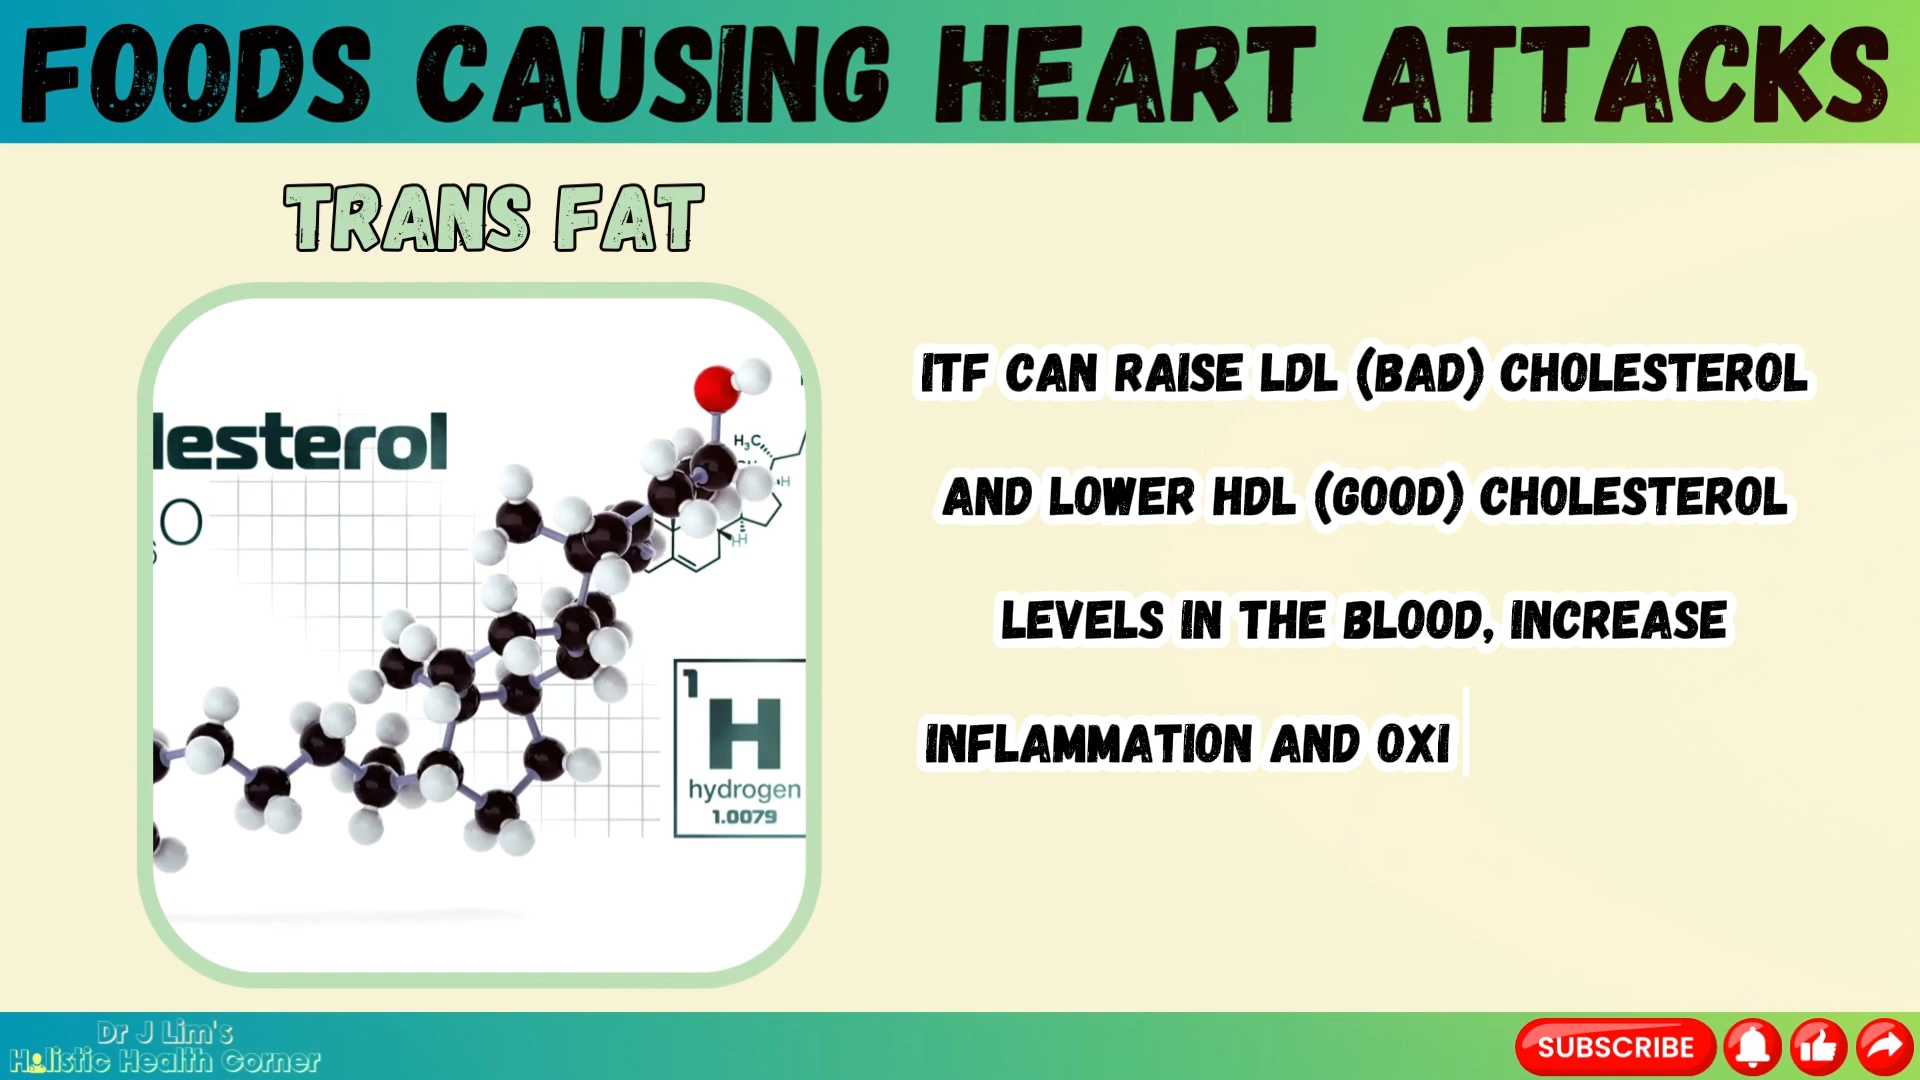 FOODS CAUSING HEART ATTACKS
TRANS FAT
lesterol
O
H₃C
H
H
H
1
H
hydrogen
1.0079
ITF CAN RAISE LDL (BAD) CHOLESTEROL
AND LOWER HDL (GOOD) CHOLESTEROL
LEVELS IN THE BLOOD, INCREASE
INFLAMMATION AND OXI
Dr J Lim's
Holistic Health Corner
SUBSCRIBE